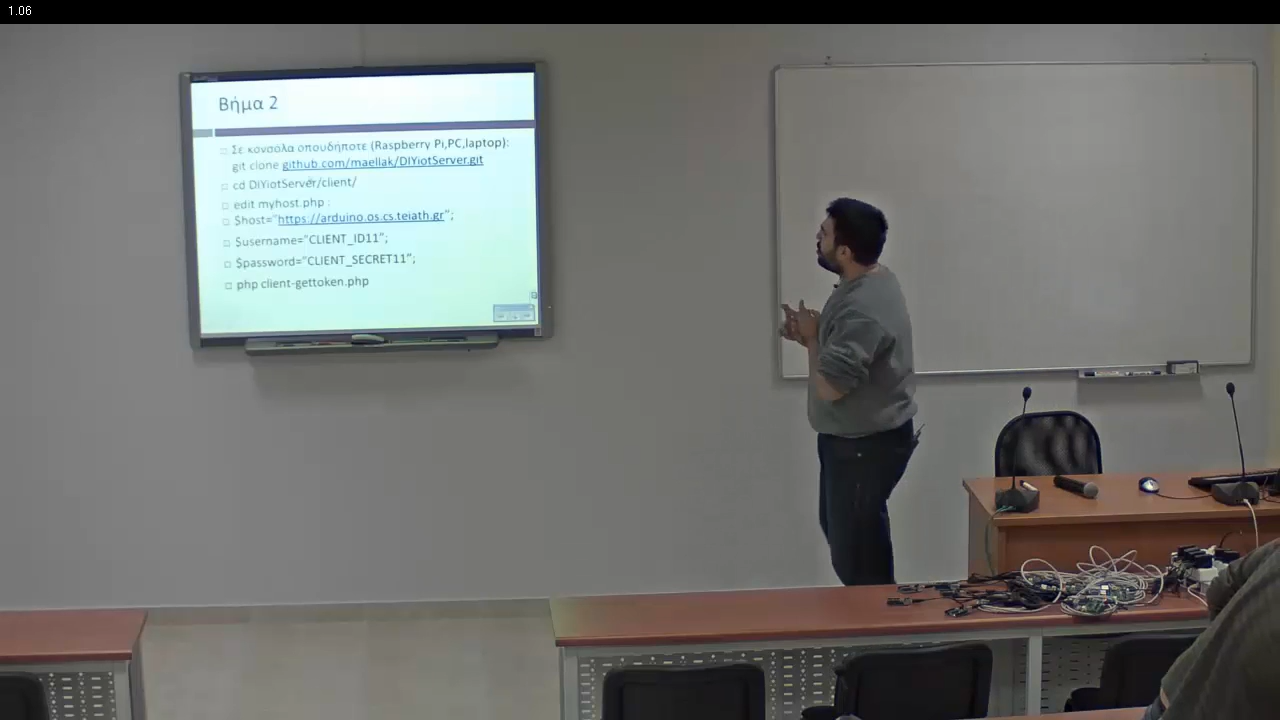 1.06
Βήμα 2
Σε κονσόλα οπουδήποτε (Raspberry Pi,PC,laptop):
git clone github.com/maellak/DIYiotServer.git
cd DIYiotServer/client/
edit myhost.php :
$host="https://arduino.os.cs.teiath.gr";
$username="CLIENT_ID11";
$password="CLIENT_SECRET11";
php client-gettoken.php